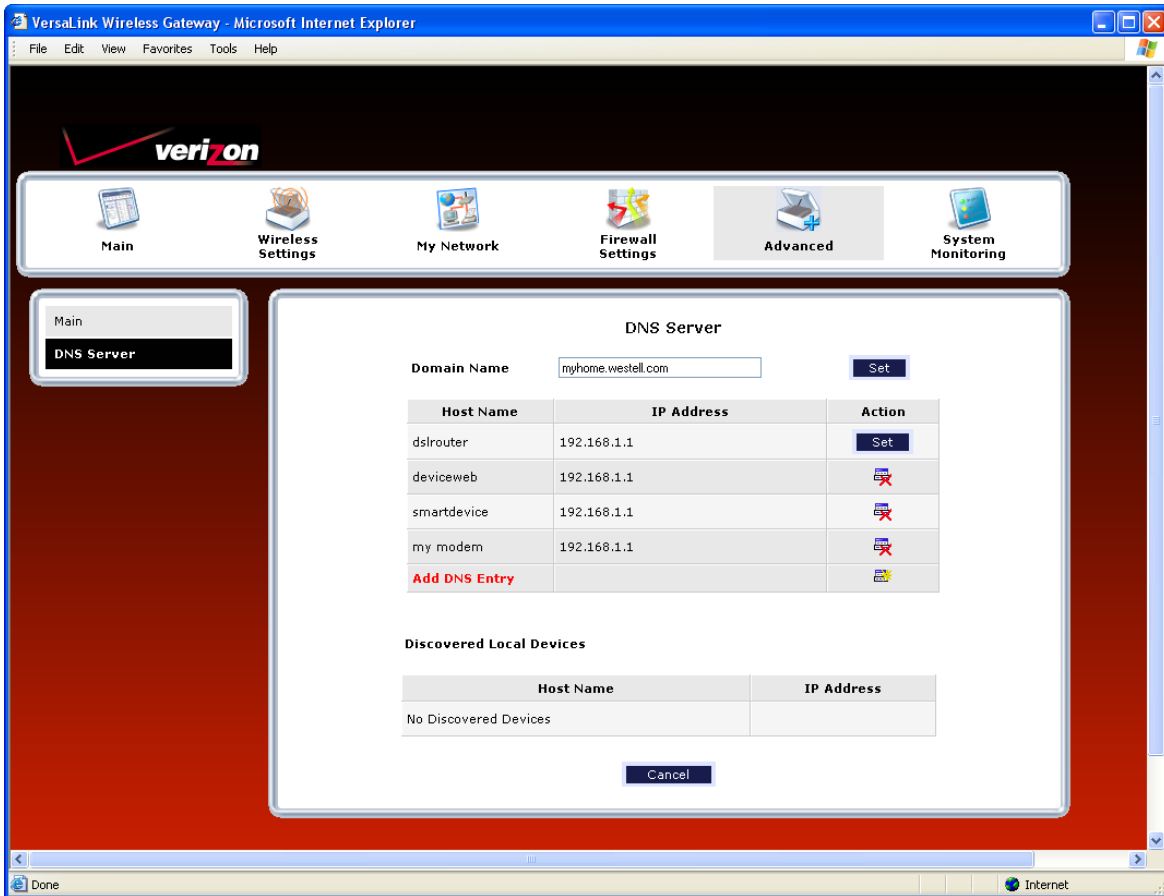 VersaLink Wireless Gateway - Microsoft Internet Explorer
File Edit View Favorites Tools Help
verizon
Main
Wireless
Settings
My Network
Firewall
Settings
Advanced
System
Monitoring
Main
DNS Server
DNS Server
Domain Name myhome.westell.com Set
Host Name IP Address Action
dslrouter 192.168.1.1 Set
deviceweb 192.168.1.1
smartdevice 192.168.1.1
my modem 192.168.1.1
Add DNS Entry
Discovered Local Devices
Host Name IP Address
No Discovered Devices
Cancel
Done Internet